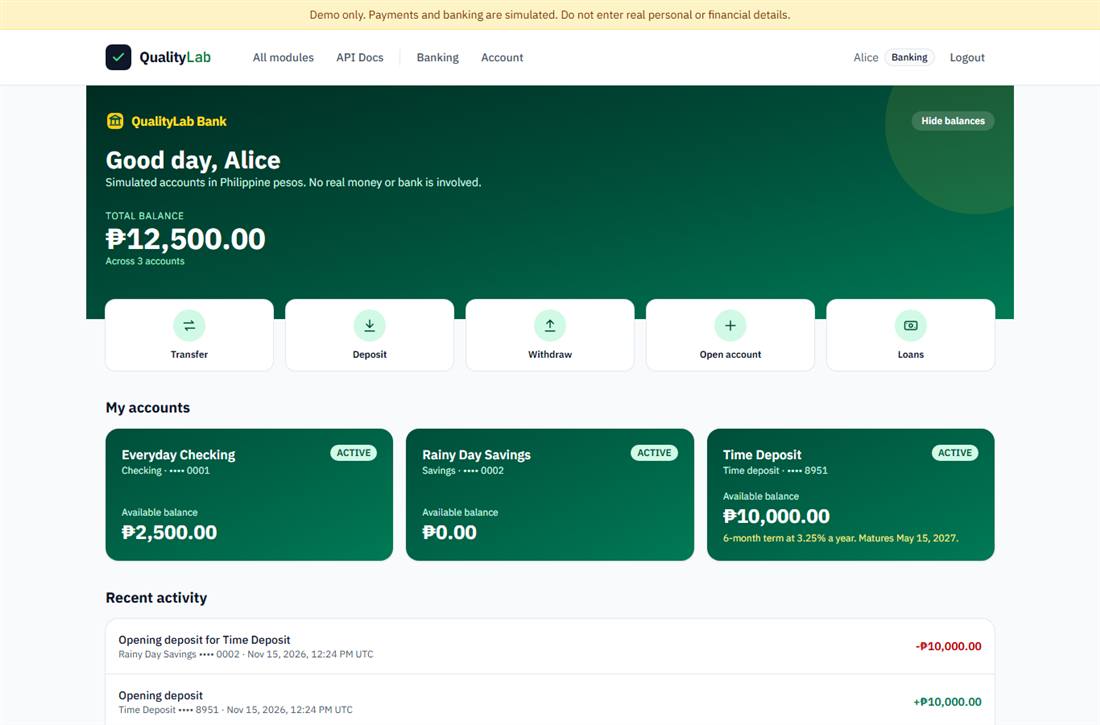 Demo only. Payments and banking are simulated. Do not enter real personal or financial details.
QualityLab
All modules
API Docs
Banking
Account
Alice
Banking
Logout
QualityLab Bank
Hide balances
Good day, Alice
Simulated accounts in Philippine pesos. No real money or bank is involved.
TOTAL BALANCE
₱12,500.00
Across 3 accounts
Transfer
Deposit
Withdraw
Open account
Loans
My accounts
Everyday Checking
ACTIVE
Checking · •••• 0001
Available balance
₱2,500.00
Rainy Day Savings
ACTIVE
Savings · •••• 0002
Available balance
₱0.00
Time Deposit
ACTIVE
Time deposit · •••• 8951
Available balance
₱10,000.00
6-month term at 3.25% a year. Matures May 15, 2027.
Recent activity
Opening deposit for Time Deposit
Rainy Day Savings •••• 0002 · Nov 15, 2026, 12:24 PM UTC
-₱10,000.00
Opening deposit
Time Deposit •••• 8951 · Nov 15, 2026, 12:24 PM UTC
+₱10,000.00